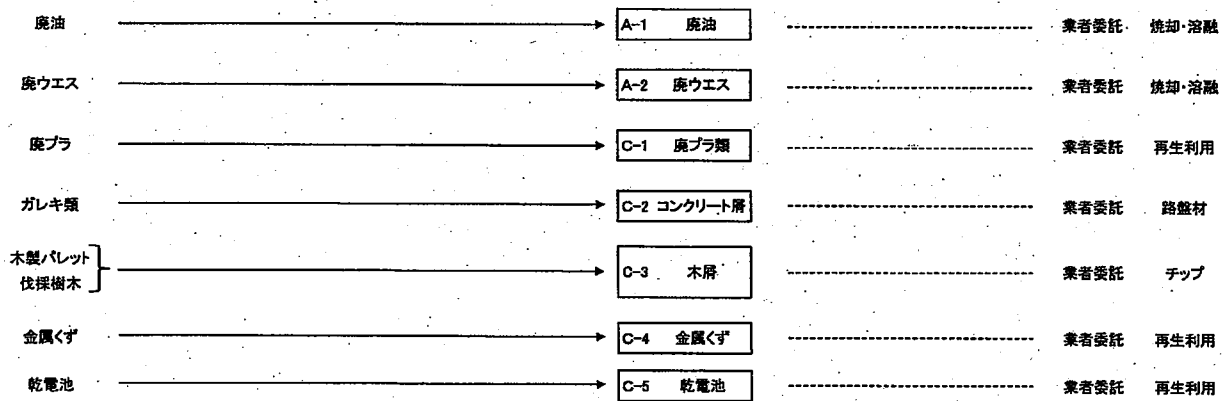 廃油 A-1 廃油 業者委託 焼却・溶融
廃ウエス A-2 廃ウエス 業者委託 焼却・溶融
廃プラ C-1 廃プラ類 業者委託 再生利用
ガレキ類 C-2 コンクリート屑 業者委託 路盤材
木製パレット
伐採樹木 C-3 木屑 業者委託 チップ
金属くず C-4 金属くず 業者委託 再生利用
乾電池 C-5 乾電池 業者委託 再生利用